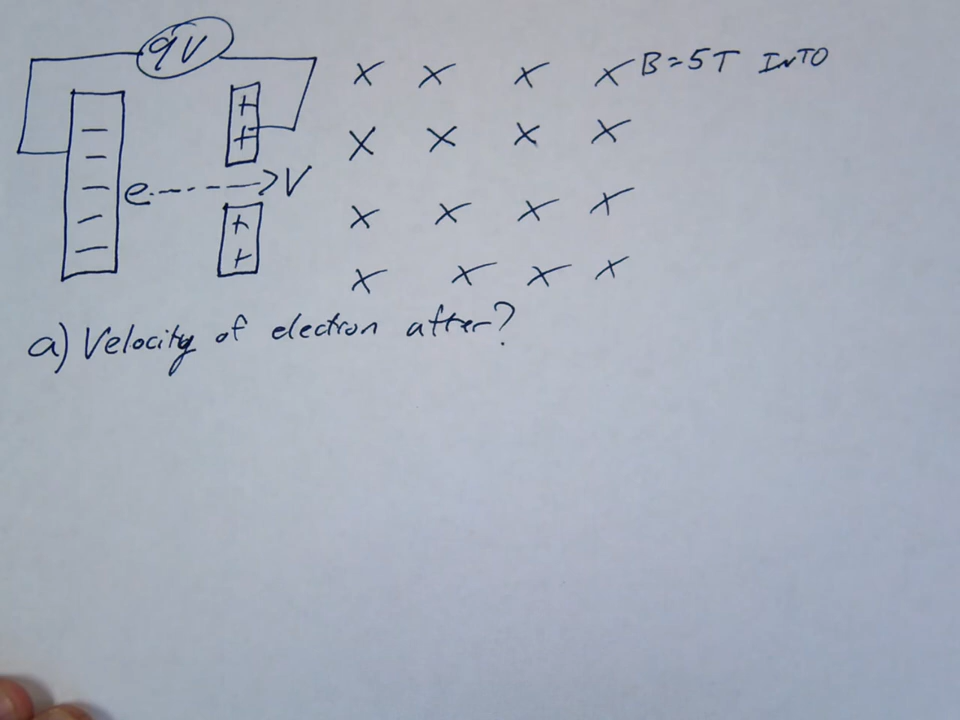 9V
X X X X B=5T INTO
+
+ X X X X
-
-
- e V
- + X X X X
- + X X X X
a) Velocity of electron after?